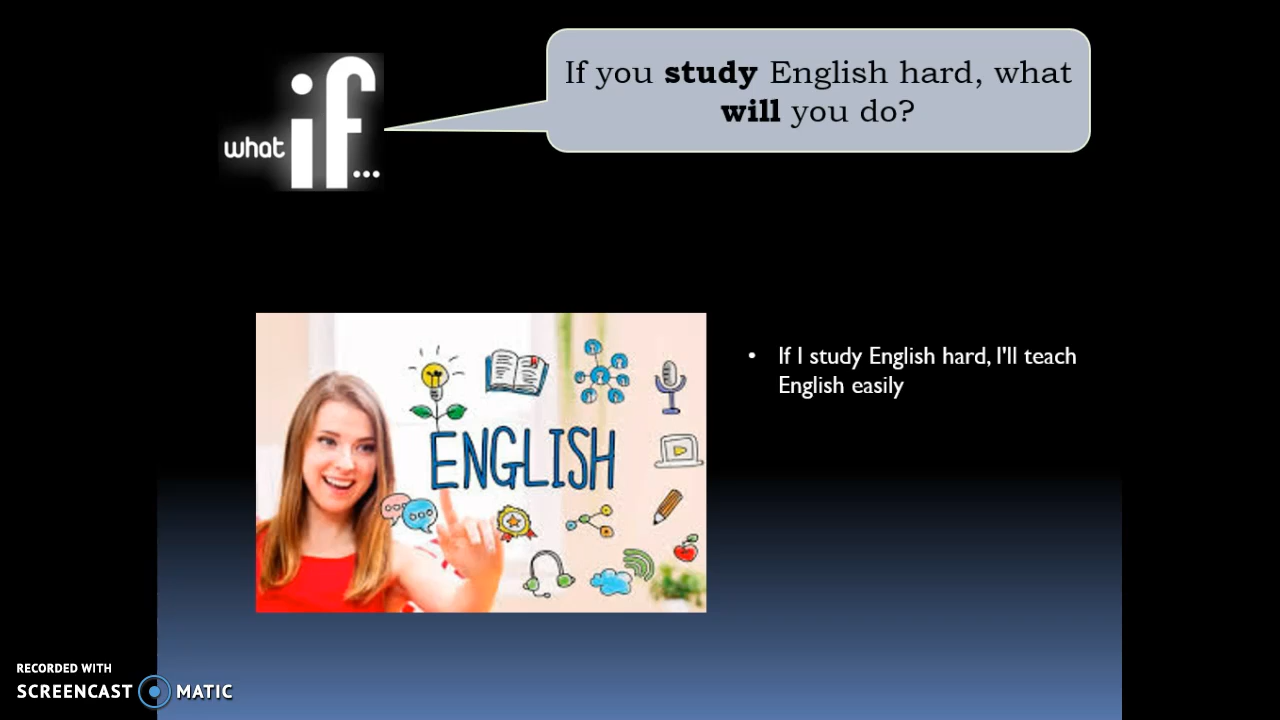 If you study English hard, what
will you do?
what if...
ENGLISH
• If I study English hard, I'll teach
English easily
RECORDED WITH
SCREENCAST MATIC